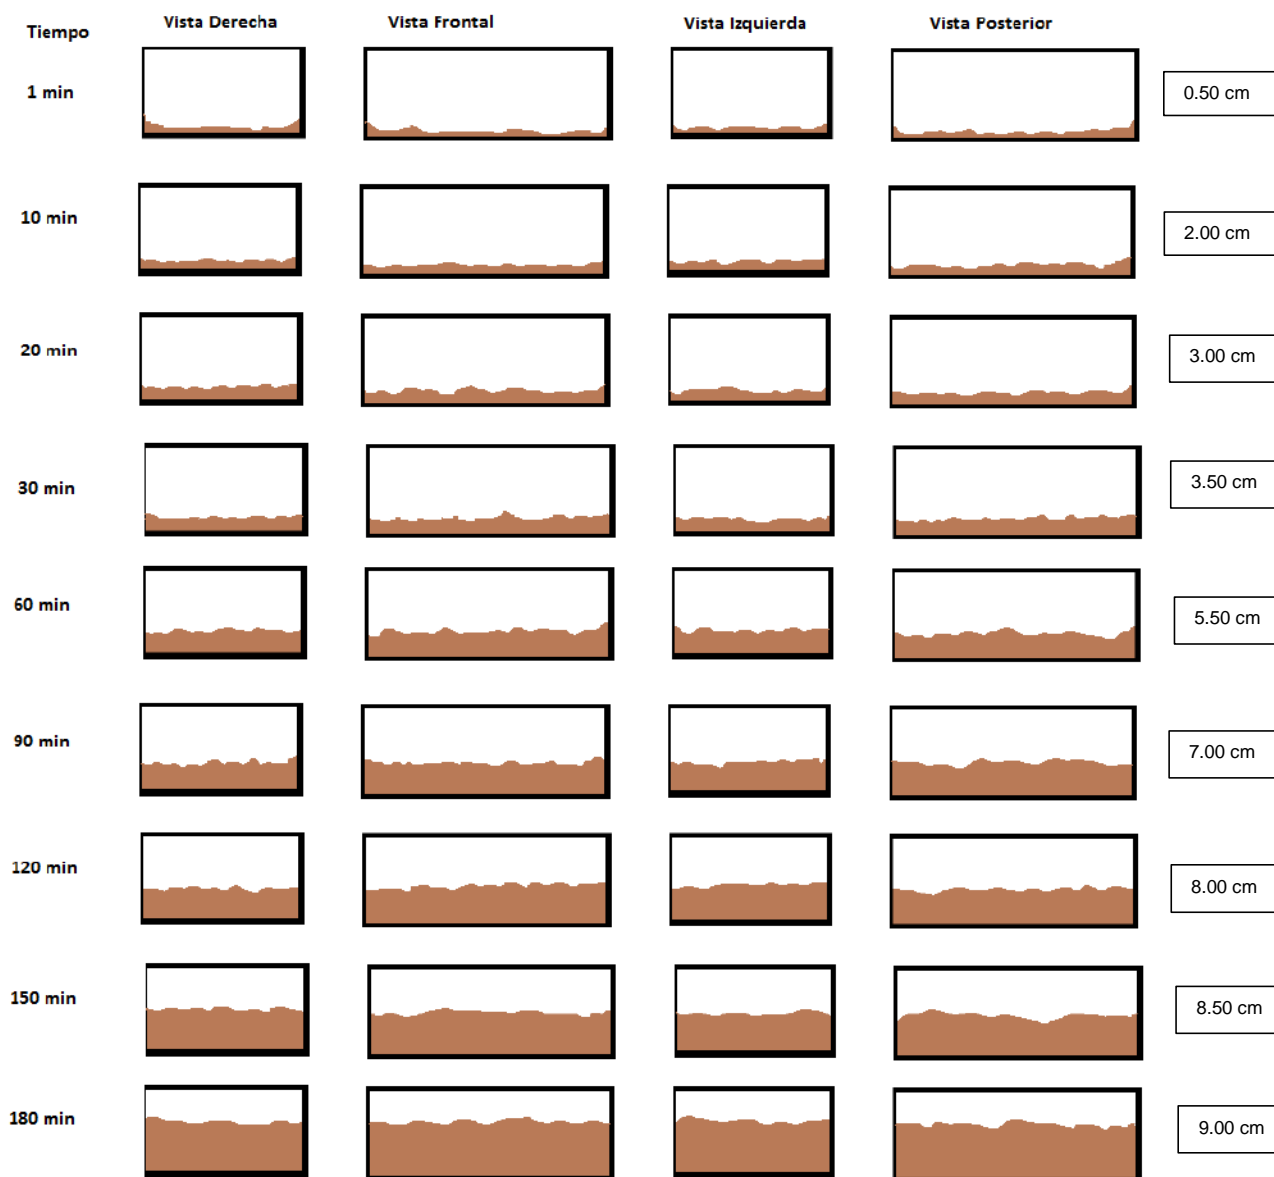 Tiempo
Vista Derecha
Vista Frontal
Vista Izquierda
Vista Posterior
1 min
0.50 cm
10 min
2.00 cm
20 min
3.00 cm
30 min
3.50 cm
60 min
5.50 cm
90 min
7.00 cm
120 min
8.00 cm
150 min
8.50 cm
180 min
9.00 cm